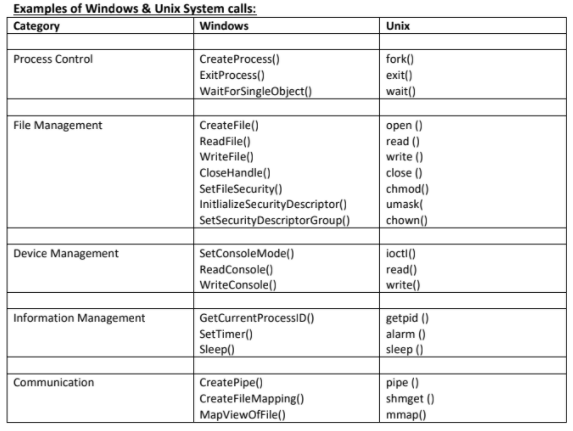 Examples of Windows & Unix System calls:
Category Windows Unix
Process Control CreateProcess() fork()
ExitProcess() exit()
WaitForSingleObject() wait()
File Management CreateFile() open ()
ReadFile() read ()
WriteFile() write ()
CloseHandle() close ()
SetFileSecurity() chmod()
InitlializeSecurityDescriptor() umask(
SetSecurityDescriptorGroup() chown()
Device Management SetConsoleMode() ioctl()
ReadConsole() read()
WriteConsole() write()
Information Management GetCurrentProcessID() getpid ()
SetTimer() alarm ()
Sleep() sleep ()
Communication CreatePipe() pipe ()
CreateFileMapping() shmget ()
MapViewOfFile() mmap()